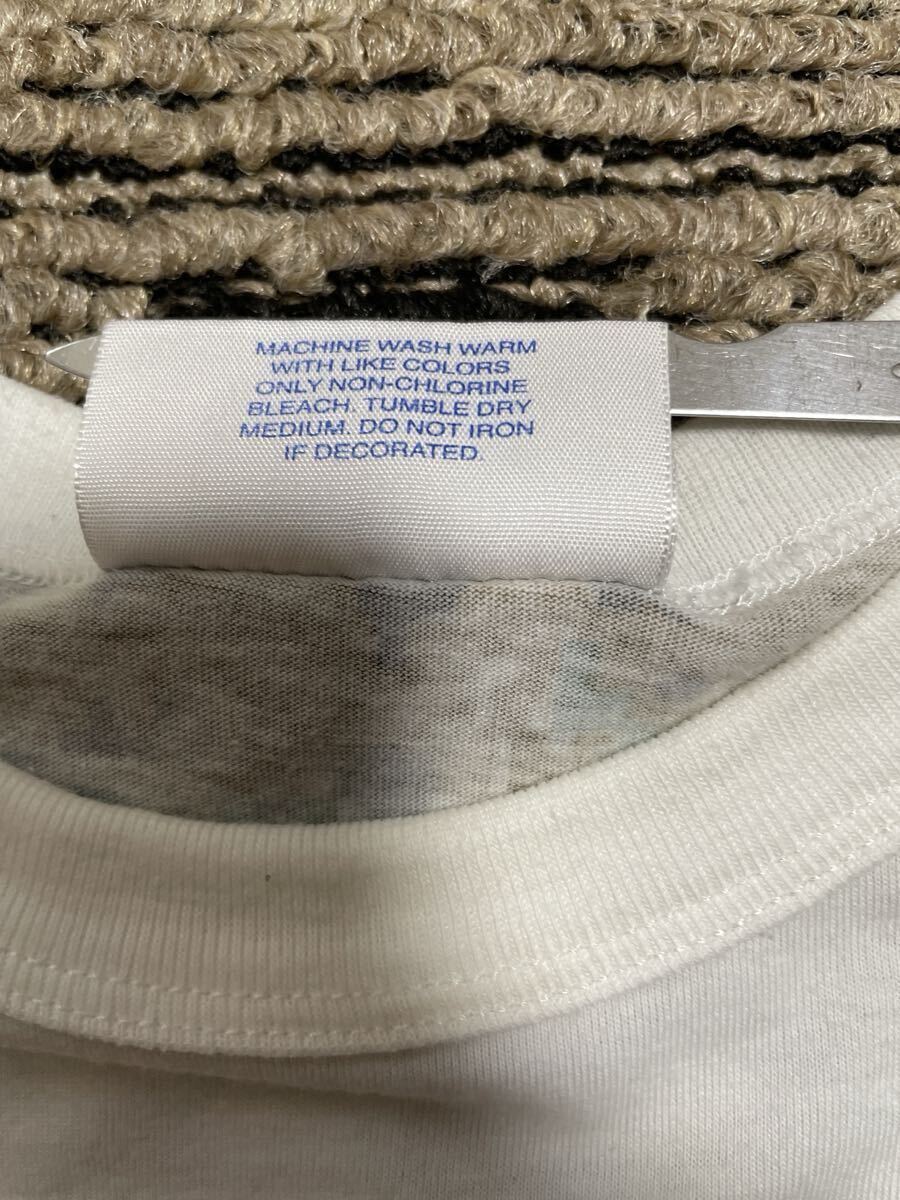 MACHINE WASH WARM
WITH LIKE COLORS
ONLY NON-CHLORINE
BLEACH. TUMBLE DRY
MEDIUM. DO NOT IRON
IF DECORATED.